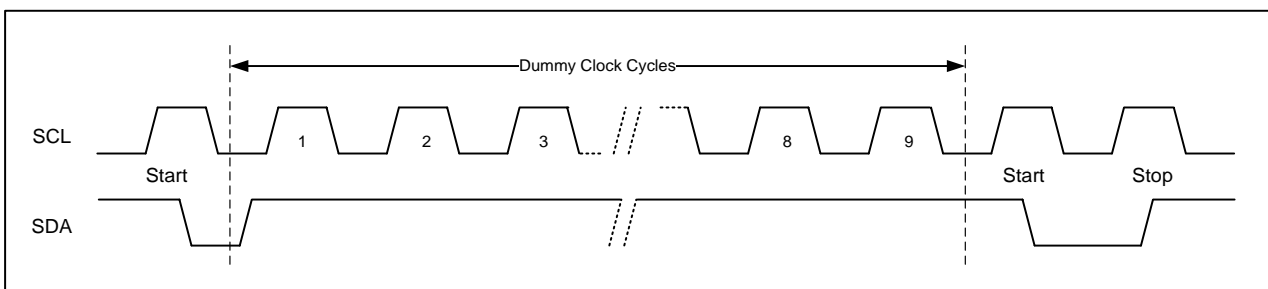 Dummy Clock Cycles
SCL
1 2 3 8 9
Start Start Stop
SDA